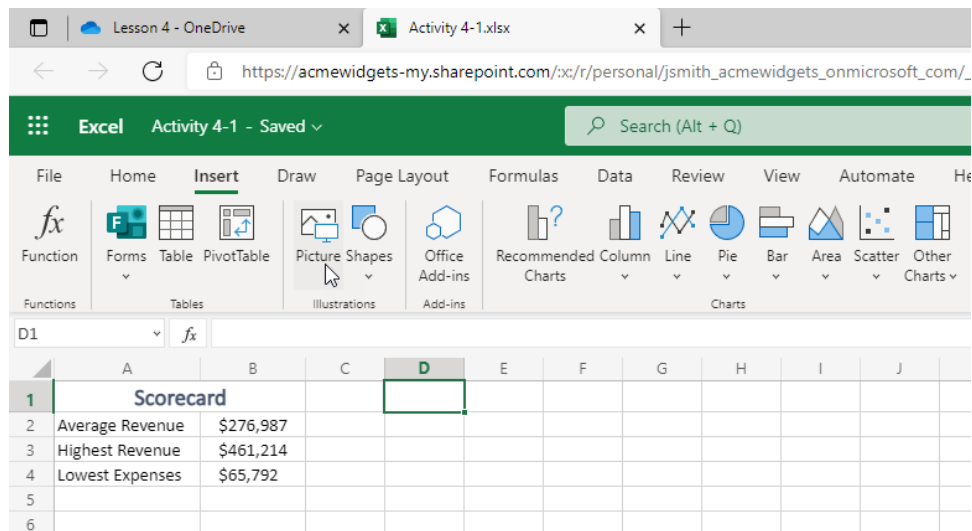 Lesson 4 - OneDrive Activity 4-1.xlsx
https://acmewidgets-my.sharepoint.com/:x:/r/personal/jsmith_acmewidgets_onmicrosoft_com/_
Excel Activity 4-1 - Saved Search (Alt + Q)
File Home Insert Draw Page Layout Formulas Data Review View Automate He
fx F ?
Function Forms Table PivotTable Picture Shapes Office Add-ins Recommended Charts Column Line Pie Bar Area Scatter Other Charts
Functions Tables Illustrations Add-ins Charts
D1 fx
A B C D E F G H I J
1 Scorecard
2 Average Revenue $276,987
3 Highest Revenue $461,214
4 Lowest Expenses $65,792
5
6